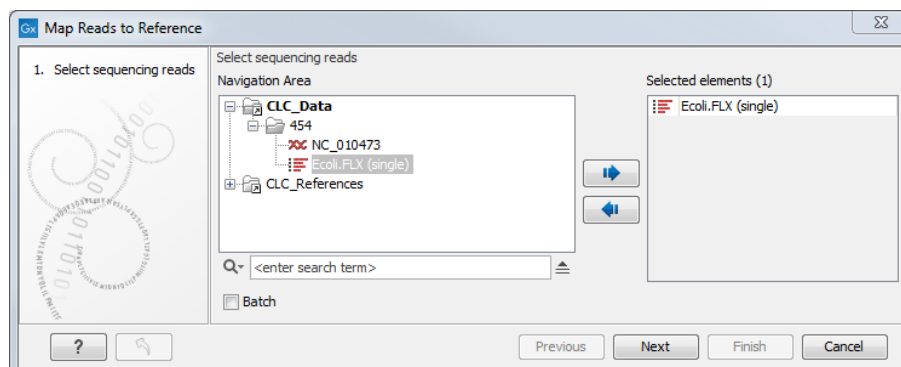 Gx Map Reads to Reference
1. Select sequencing reads
Select sequencing reads
Navigation Area
CLC_Data
454
NC_010473
Ecoli.FLX (single)
CLC_References
<enter search term>
Batch
Selected elements (1)
Ecoli.FLX (single)
?
Previous
Next
Finish
Cancel